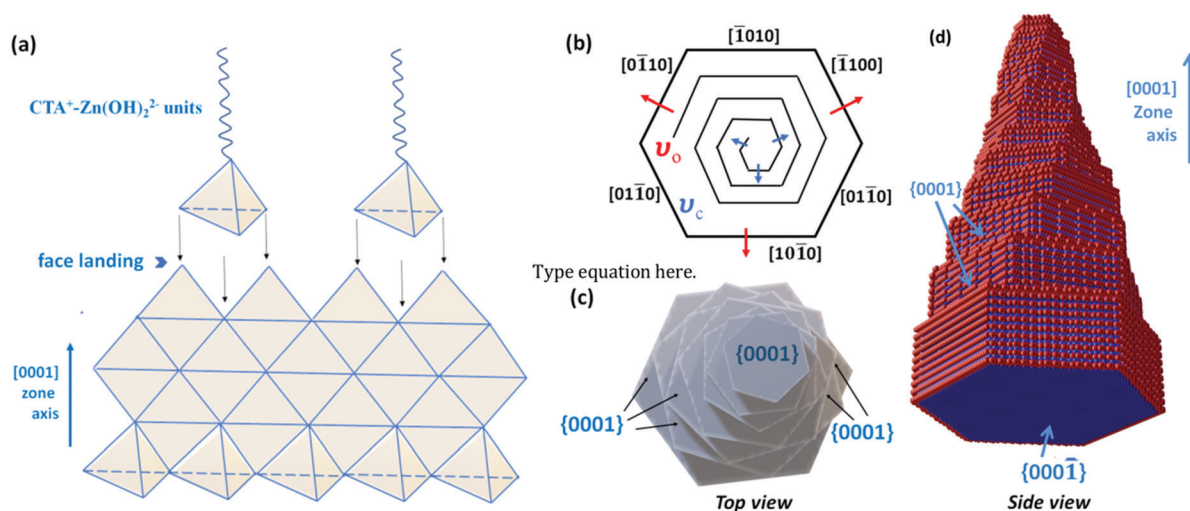 (a)
CTA⁺-Zn(OH)₂²⁻ units
face landing
[0001]
zone
axis
(b)
[1̅010]
[01̅10]
[1̅100]
υₒ
υ꜀
[011̅0]
[011̅0]
[101̅0]
Type equation here.
(c)
{0001}
{0001}
{0001}
Top view
(d)
[0001]
Zone
axis
{0001}
{0001̅}
Side view